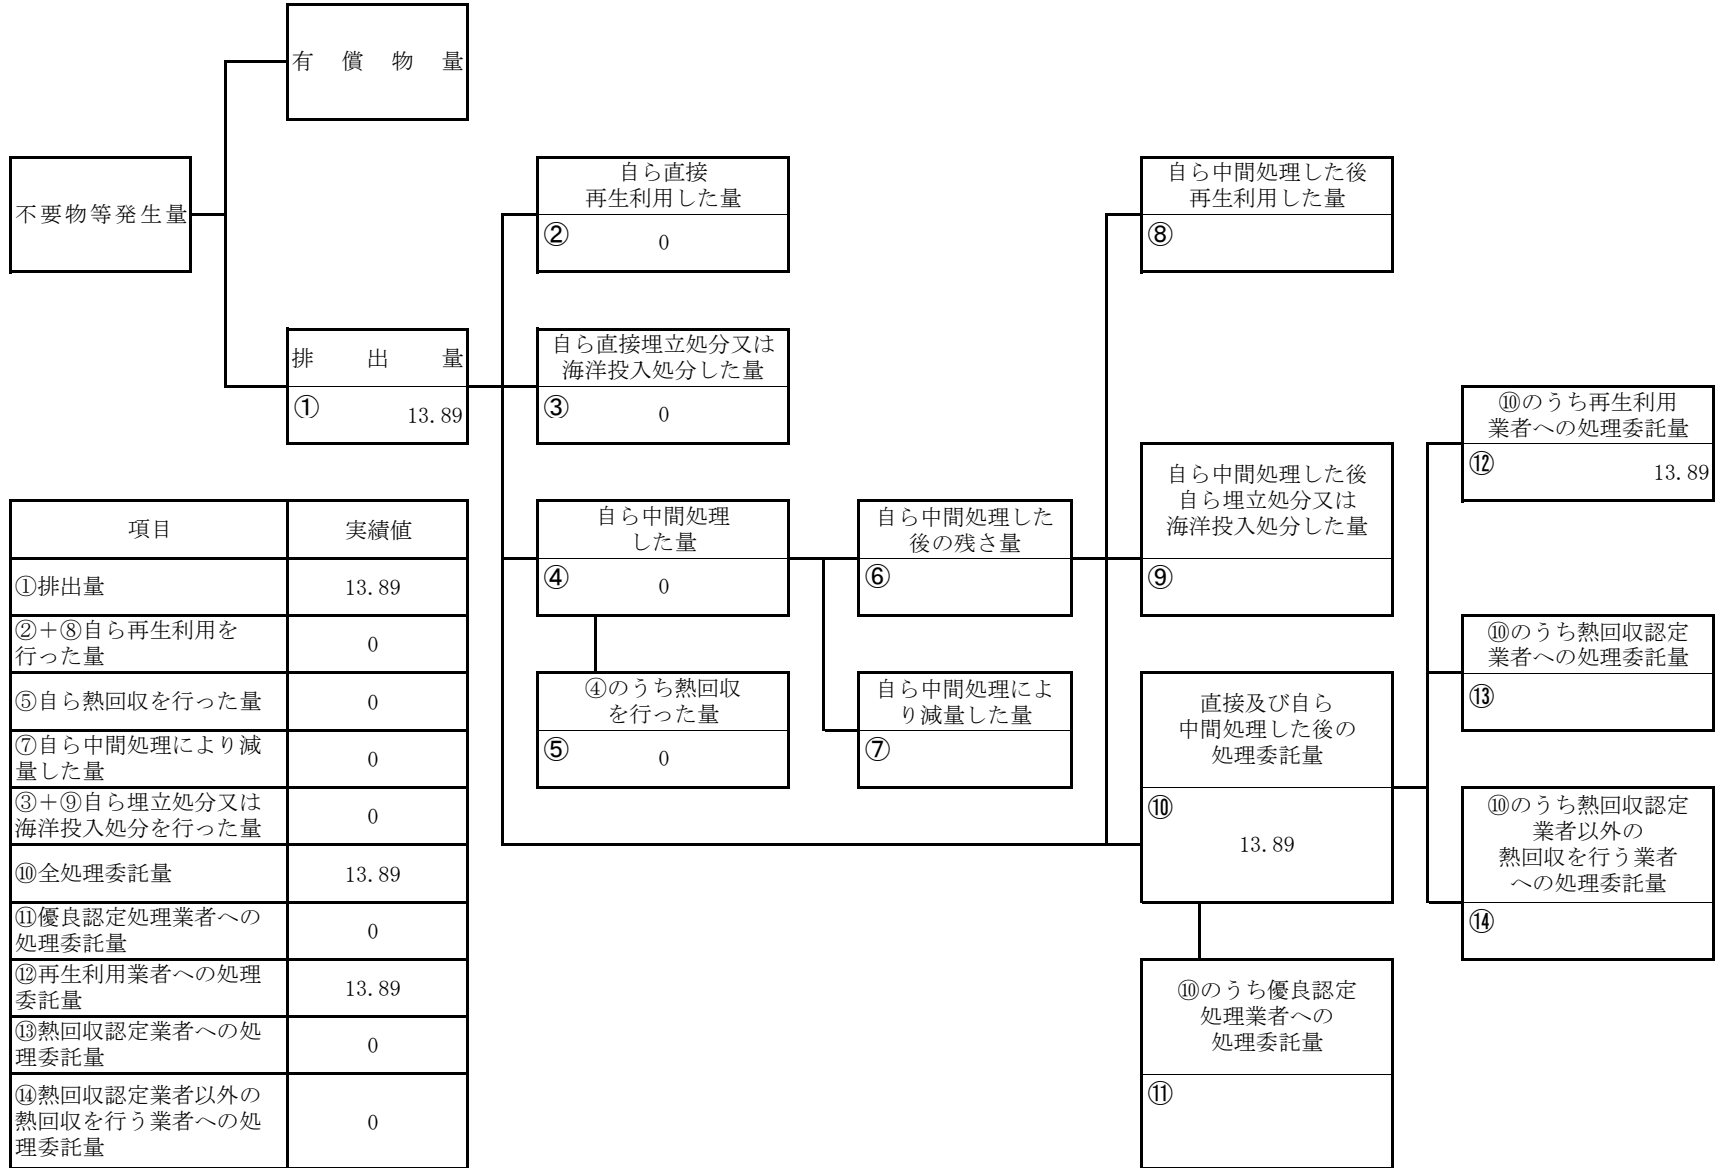 有償物量
不要物等発生量
自ら直接
再生利用した量
② 0
自ら中間処理した後
再生利用した量
⑧
排出量
① 13.89
自ら直接埋立処分又は
海洋投入処分した量
③ 0
⑩のうち再生利用
業者への処理委託量
⑫ 13.89
自ら中間処理した後
自ら埋立処分又は
海洋投入処分した量
⑨
自ら中間処理
した量
④ 0
自ら中間処理した
後の残さ量
⑥
⑩のうち熱回収認定
業者への処理委託量
⑬
④のうち熱回収
を行った量
⑤ 0
自ら中間処理によ
り減量した量
⑦
直接及び自ら
中間処理した後の
処理委託量
⑩
13.89
⑩のうち熱回収認定
業者以外の
熱回収を行う業者
への処理委託量
⑭
⑩のうち優良認定
処理業者への
処理委託量
⑪
項目 実績値
①排出量 13.89
②＋⑧自ら再生利用を
行った量 0
⑤自ら熱回収を行った量 0
⑦自ら中間処理により減
量した量 0
③＋⑨自ら埋立処分又は
海洋投入処分を行った量 0
⑩全処理委託量 13.89
⑪優良認定処理業者への
処理委託量 0
⑫再生利用業者への処理
委託量 13.89
⑬熱回収認定業者への処
理委託量 0
⑭熱回収認定業者以外の
熱回収を行う業者への処
理委託量 0